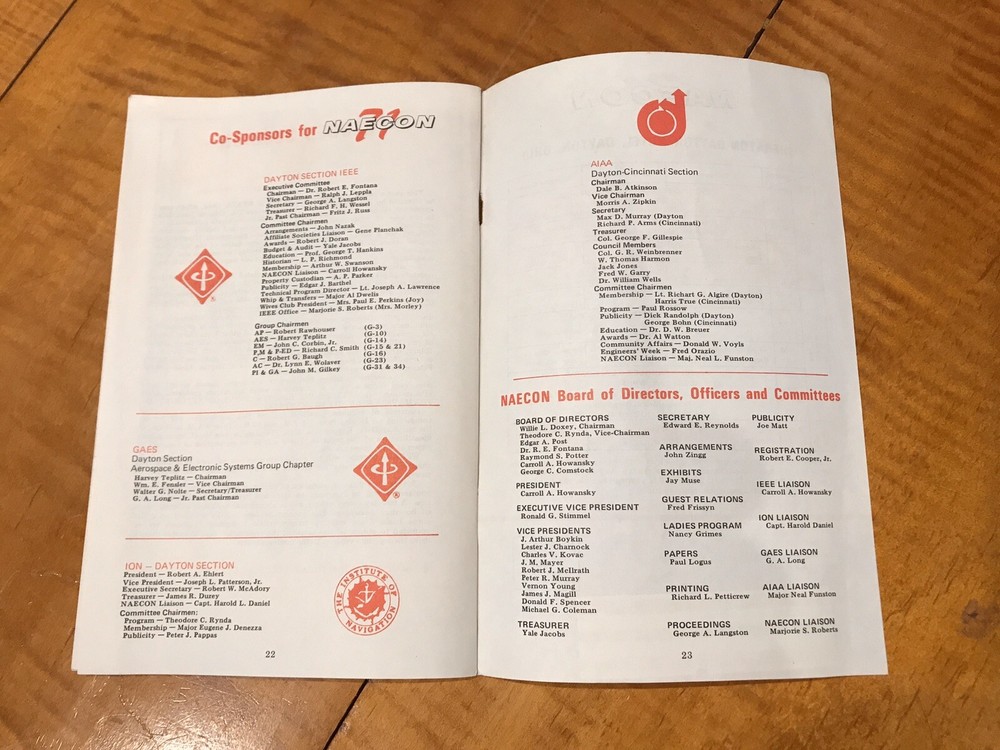 Co-Sponsors for NAECON 71
DAYTON SECTION IEEE
Executive Committee
Chairman — Dr. Robert E. Fontana
Vice Chairman — Ralph J. Leppla
Secretary — George A. Langston
Treasurer — Richard F. H. Wessel
Jr. Past Chairman — Fritz J. Russ
Committee Chairmen
Arrangements — John Nazak
Affiliate Societies Liaison — Gene Planchak
Awards — Robert J. Doran
Budget & Audit — Yale Jacobs
Education — Prof. George T. Hankins
Historian — L. P. Richmond
Membership — Arthur W. Swanson
NAECON Liaison — Carroll Howansky
Property Custodian — A. P. Parker
Publicity — Edgar J. Barthel
Technical Program Director — Lt. Joseph A. Lawrence
Whip & Transfers — Major Al Dwelis
Wives Club President — Mrs. Paul E. Perkins (Joy)
IEEE Office — Marjorie S. Roberts (Mrs. Morley)
Group Chairmen
AP — Robert Rawhouser (G-3)
AES — Harvey Teplitz (G-10)
EM — John C. Corbin, Jr. (G-14)
P,M & P-ED — Richard C. Smith (G-15 & 21)
C — Robert G. Baugh (G-16)
AC — Dr. Lynn E. Wolaver (G-23)
PI & GA — John M. Gilkey (G-31 & 34)
®
GAES
Dayton Section
Aerospace & Electronic Systems Group Chapter
Harvey Teplitz — Chairman
Wm. E. Fensler — Vice Chairman
Walter G. Nolte — Secretary/Treasurer
G. A. Long — Jr. Past Chairman
®
ION — DAYTON SECTION
President — Robert A. Ehlert
Vice President — Joseph L. Patterson, Jr.
Executive Secretary — Robert W. McAdory
Treasurer — James R. Durey
NAECON Liaison — Capt. Harold L. Daniel
Committee Chairmen:
Program — Theodore C. Rynda
Membership — Major Eugene J. Denezza
Publicity — Peter J. Pappas
THE INSTITUTE OF NAVIGATION
22
AIAA
Dayton-Cincinnati Section
Chairman
Dale B. Atkinson
Vice Chairman
Morris A. Zipkin
Secretary
Max D. Murray (Dayton
Richard P. Arms (Cincinnati)
Treasurer
Col. George F. Gillespie
Council Members
Col. G. R. Weinbrenner
W. Thomas Harmon
Jack Jones
Fred W. Garry
Dr. William Wells
Committee Chairmen
Membership — Lt. Richart G. Algire (Dayton)
Harris True (Cincinnati)
Program — Paul Rossow
Publicity — Dick Randolph (Dayton)
George Bohn (Cincinnati)
Education — Dr. D. W. Breuer
Awards — Dr. Al Watton
Community Affairs — Donald W. Voyls
Engineers' Week — Fred Orazio
NAECON Liaison — Maj. Neal L. Funston
NAECON Board of Directors, Officers and Committees
BOARD OF DIRECTORS
Willie L. Doxey, Chairman
Theodore C. Rynda, Vice-Chairman
Edgar A. Post
Dr. R. E. Fontana
Raymond S. Potter
Carroll A. Howansky
George C. Comstock
PRESIDENT
Carroll A. Howansky
EXECUTIVE VICE PRESIDENT
Ronald G. Stimmel
VICE PRESIDENTS
J. Arthur Boykin
Lester J. Charnock
Charles V. Kovac
J. M. Mayer
Robert J. McIlrath
Peter R. Murray
Vernon Young
James J. Magill
Donald F. Spencer
Michael G. Coleman
TREASURER
Yale Jacobs
SECRETARY
Edward E. Reynolds
ARRANGEMENTS
John Zingg
EXHIBITS
Jay Muse
GUEST RELATIONS
Fred Frissyn
LADIES PROGRAM
Nancy Grimes
PAPERS
Paul Logus
PRINTING
Richard L. Petticrew
PROCEEDINGS
George A. Langston
PUBLICITY
Joe Matt
REGISTRATION
Robert E. Cooper, Jr.
IEEE LIAISON
Carroll A. Howansky
ION LIAISON
Capt. Harold Daniel
GAES LIAISON
G. A. Long
AIAA LIAISON
Major Neal Funston
NAECON LIAISON
Marjorie S. Roberts
23